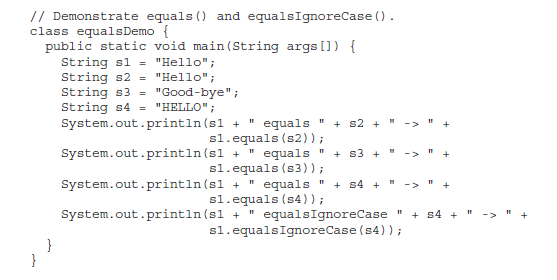 // Demonstrate equals() and equalsIgnoreCase().
class equalsDemo {
  public static void main(String args[]) {
    String s1 = "Hello";
    String s2 = "Hello";
    String s3 = "Good-bye";
    String s4 = "HELLO";
    System.out.println(s1 + " equals " + s2 + " -> " +
                       s1.equals(s2));
    System.out.println(s1 + " equals " + s3 + " -> " +
                       s1.equals(s3));
    System.out.println(s1 + " equals " + s4 + " -> " +
                       s1.equals(s4));
    System.out.println(s1 + " equalsIgnoreCase " + s4 + " -> " +
                       s1.equalsIgnoreCase(s4));
  }
}